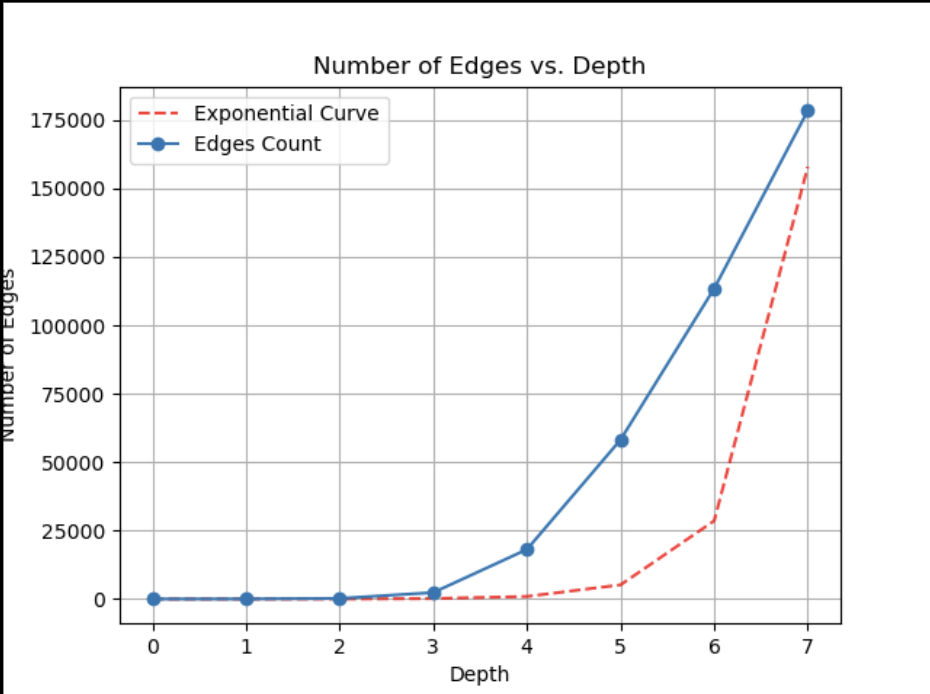 Number of Edges vs. Depth
Exponential Curve
Edges Count
175000
150000
125000
100000
75000
50000
25000
0
Number of Edges
0 1 2 3 4 5 6 7
Depth